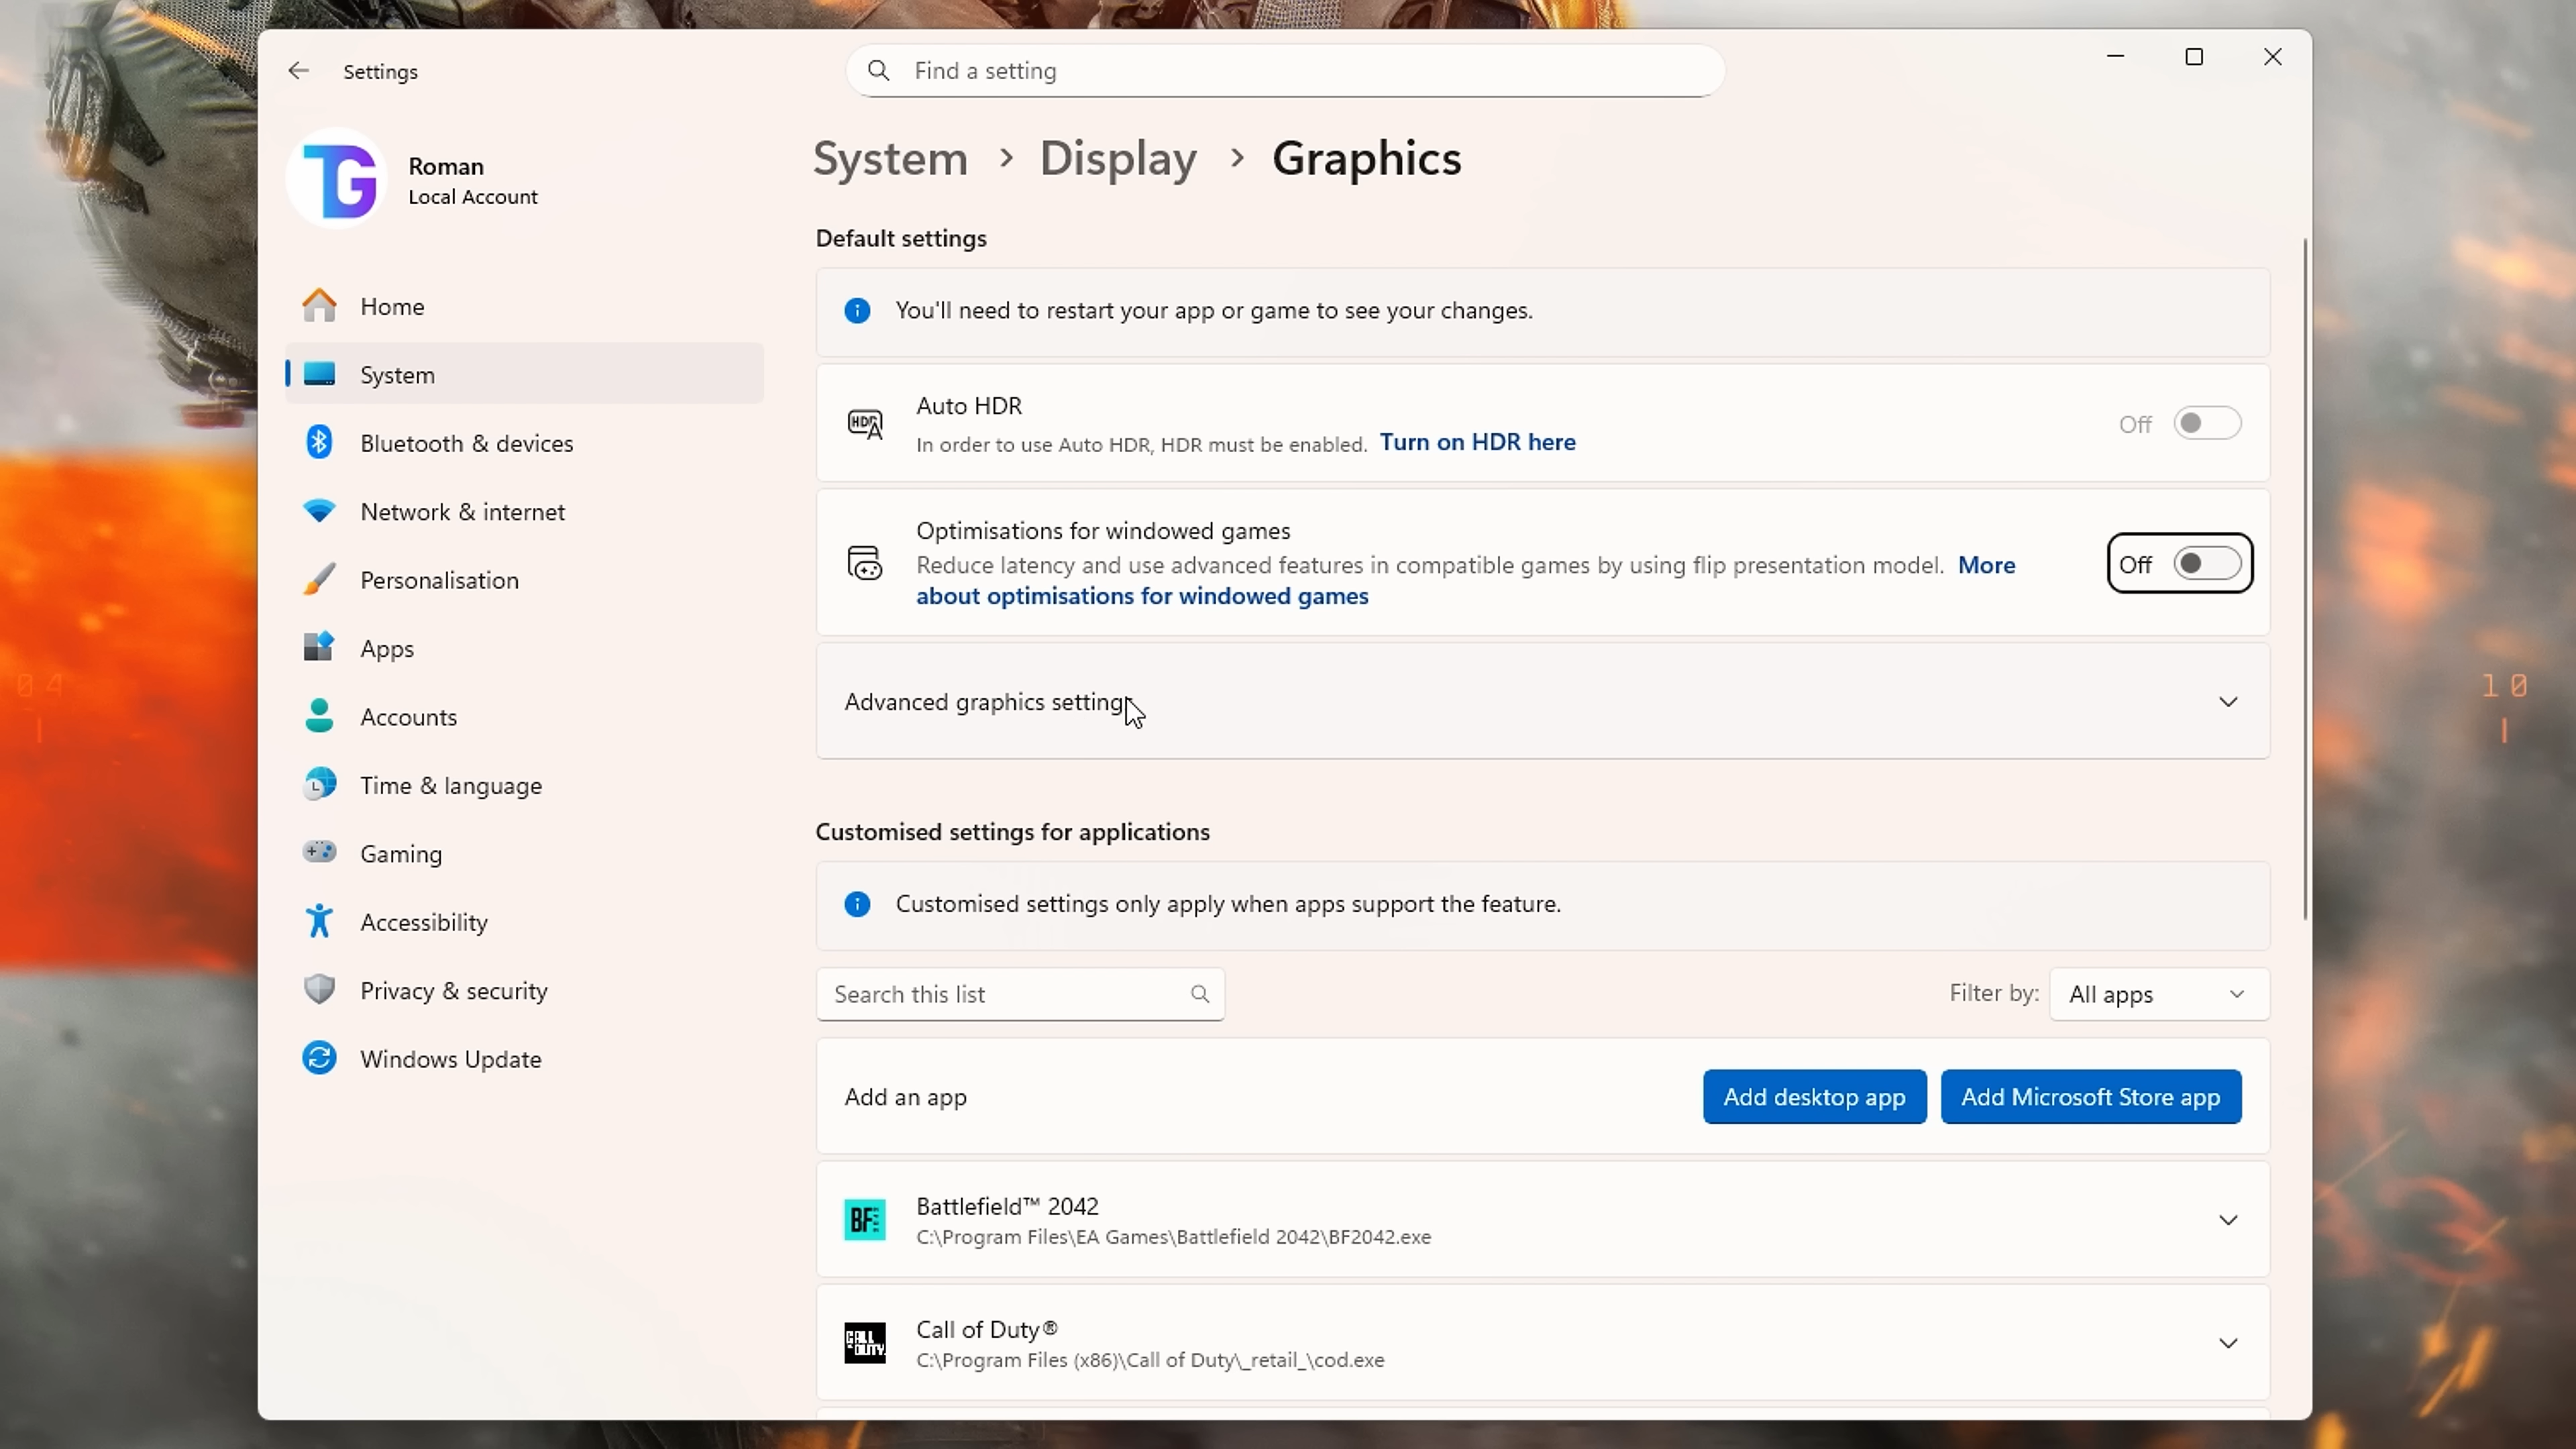 Settings
Find a setting
TG
Roman
Local Account
Home
System
Bluetooth & devices
Network & internet
Personalisation
Apps
Accounts
Time & language
Gaming
Accessibility
Privacy & security
Windows Update
System > Display > Graphics
Default settings
You'll need to restart your app or game to see your changes.
Auto HDR
In order to use Auto HDR, HDR must be enabled. Turn on HDR here
Off
Optimisations for windowed games
Reduce latency and use advanced features in compatible games by using flip presentation model. More
about optimisations for windowed games
Off
Advanced graphics setting
Customised settings for applications
Customised settings only apply when apps support the feature.
Search this list
Filter by: All apps
Add an app
Add desktop app
Add Microsoft Store app
BF
Battlefield™ 2042
C:\Program Files\EA Games\Battlefield 2042\BF2042.exe
CALL DUTY
Call of Duty®
C:\Program Files (x86)\Call of Duty\_retail_\cod.exe
04
10